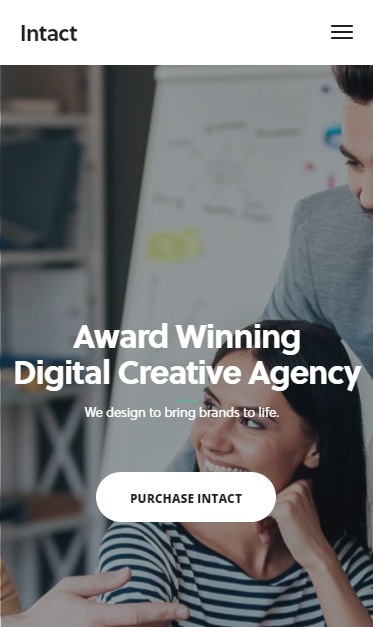 Intact
Award Winning
Digital Creative Agency
We design to bring brands to life.
PURCHASE INTACT